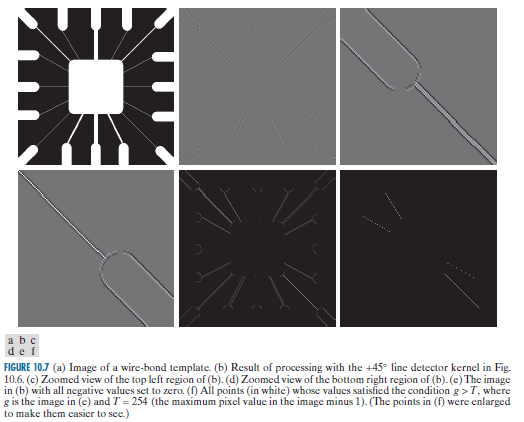 a b c
d e f
FIGURE 10.7 (a) Image of a wire-bond template. (b) Result of processing with the +45° line detector kernel in Fig.
10.6. (c) Zoomed view of the top left region of (b). (d) Zoomed view of the bottom right region of (b). (e) The image
in (b) with all negative values set to zero. (f) All points (in white) whose values satisfied the condition g > T, where
g is the image in (e) and T = 254 (the maximum pixel value in the image minus 1). (The points in (f) were enlarged
to make them easier to see.)